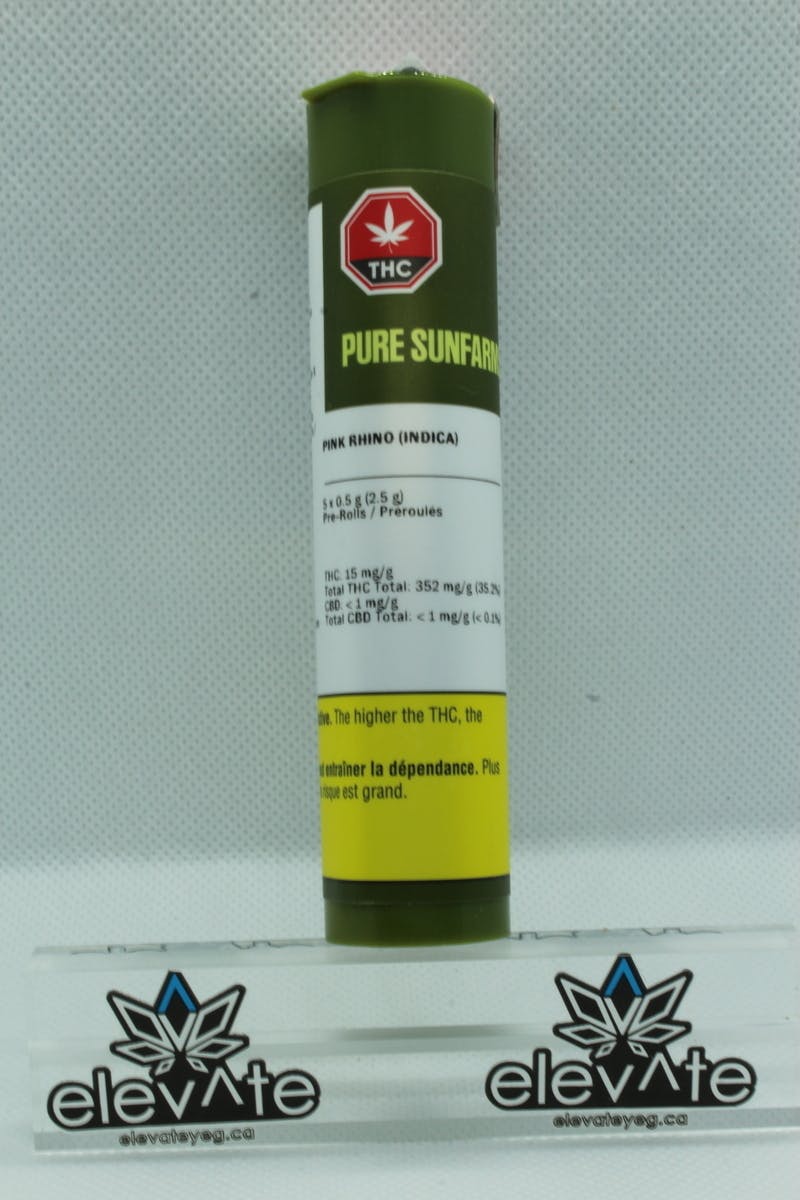 THC
PURE SUNFARM
PINK RHINO (INDICA)
5 x 0.5 g (2.5 g)
Pre-Rolls / Préroulés
THC: 15 mg/g
Total THC Total: 352 mg/g (35.2%
CBD: < 1 mg/g
Total CBD Total: < 1 mg/g (< 0.1%
The higher the THC, the
entraîner la dépendance. Plus
risque est grand.
elevʌte
elevateyeg.ca
elevʌte
elevateyeg.ca